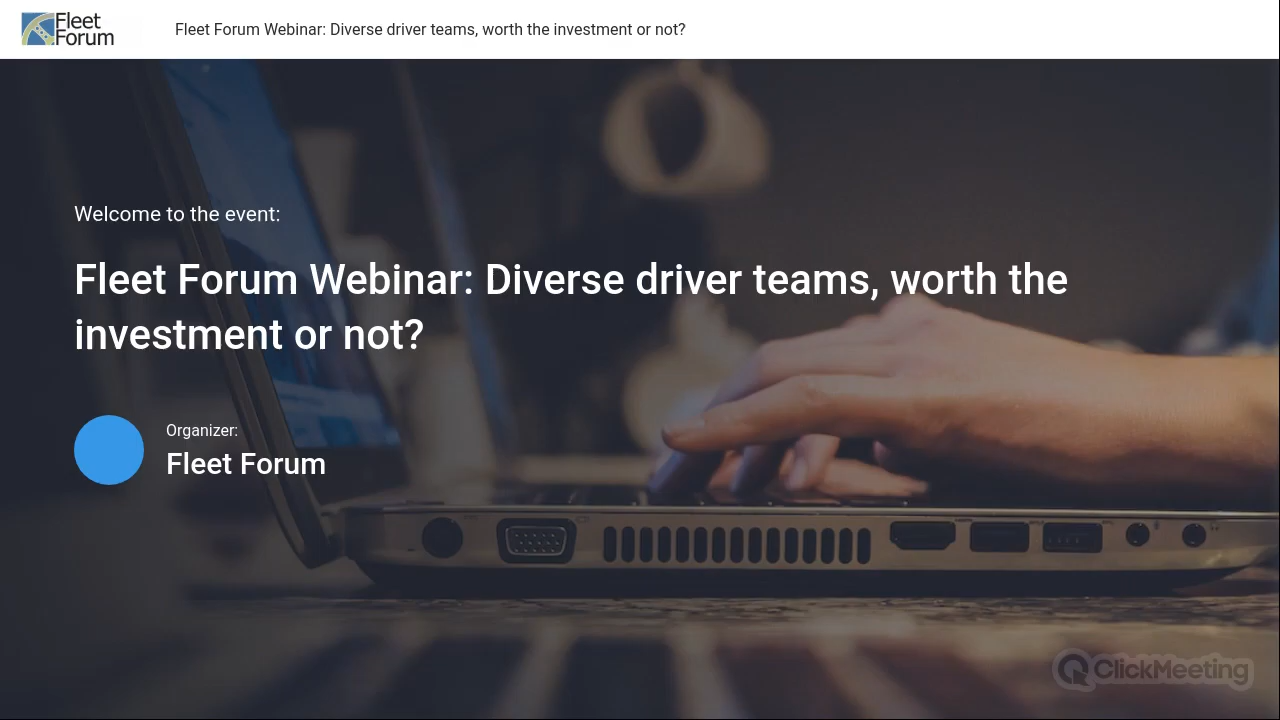 Fleet
Forum
Fleet Forum Webinar: Diverse driver teams, worth the investment or not?
Welcome to the event:
Fleet Forum Webinar: Diverse driver teams, worth the
investment or not?
Organizer:
Fleet Forum
ClickMeeting